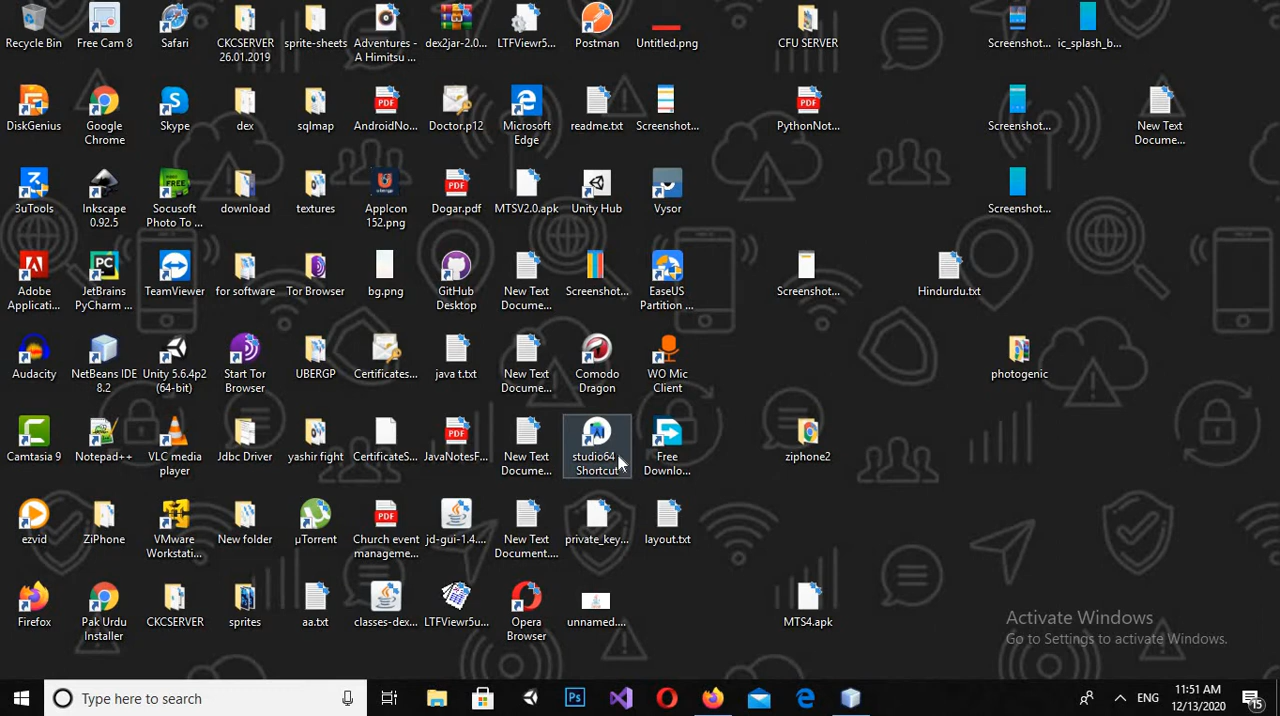 Recycle Bin
Free Cam 8
Safari
CKCSERVER
26.01.2019
sprite-sheets
Adventures -
A Himitsu ...
dex2jar-2.0...
LTFViewr5...
Postman
Untitled.png
CFU SERVER
Screenshot...
ic_splash_b...
DiskGenius
Google
Chrome
Skype
dex
sqlmap
AndroidNo...
Doctor.p12
Microsoft
Edge
readme.txt
Screenshot...
PythonNot...
Screenshot...
New Text
Docume...
3uTools
Inkscape
0.92.5
Socusoft
Photo To ...
download
textures
AppIcon
152.png
Dogar.pdf
MTSV2.0.apk
Unity Hub
Vysor
Screenshot...
Adobe
Applicati...
JetBrains
PyCharm ...
TeamViewer
for software
Tor Browser
bg.png
GitHub
Desktop
New Text
Docume...
Screenshot...
EaseUS
Partition ...
Screenshot...
Hindurdu.txt
Audacity
NetBeans IDE
8.2
Unity 5.6.4p2
(64-bit)
Start Tor
Browser
UBERGP
Certificates...
java t.txt
New Text
Docume...
Comodo
Dragon
WO Mic
Client
photogenic
Camtasia 9
Notepad++
VLC media
player
Jdbc Driver
yashir fight
CertificateS...
JavaNotesF...
New Text
Docume...
studio64
Shortcut
Free
Downlo...
ziphone2
ezvid
ZiPhone
VMware
Workstati...
New folder
µTorrent
Church event
manageme...
jd-gui-1.4....
New Text
Document....
private_key...
layout.txt
Firefox
Pak Urdu
Installer
CKCSERVER
sprites
aa.txt
classes-dex...
LTFViewr5u...
Opera
Browser
unnamed....
MTS4.apk
Activate Windows
Go to Settings to activate Windows.
Type here to search
ENG
11:51 AM
12/13/2020
15